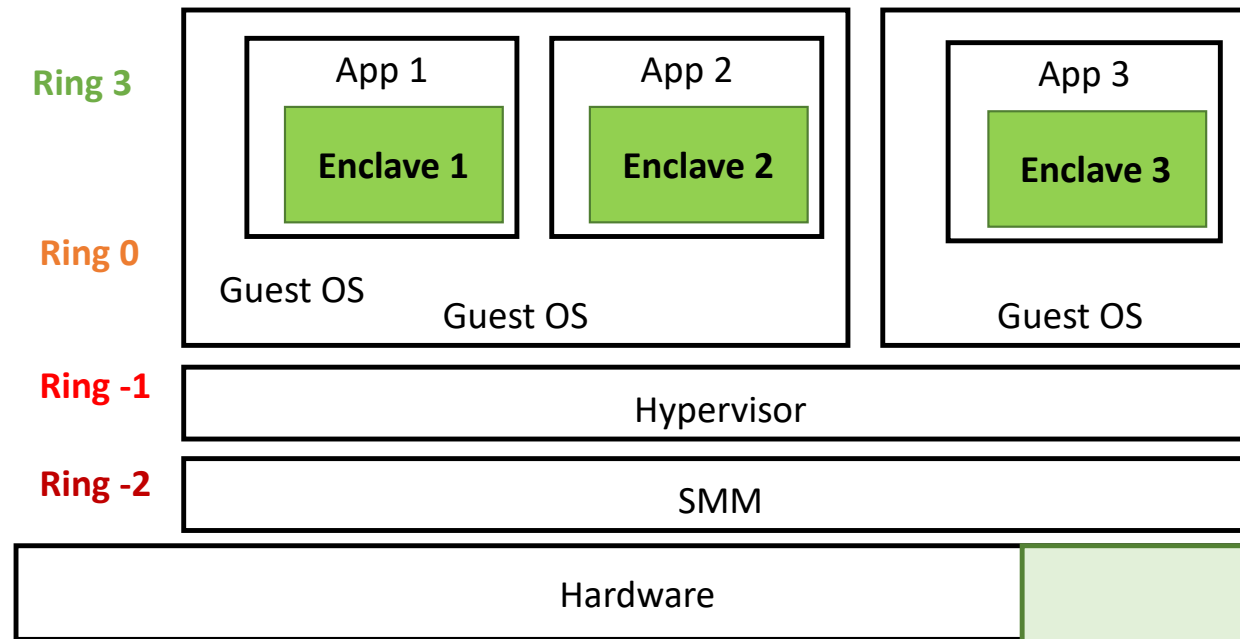 Ring 3
App 1
App 2
App 3
Enclave 1
Enclave 2
Enclave 3
Ring 0
Guest OS
Guest OS
Guest OS
Ring -1
Hypervisor
Ring -2
SMM
Hardware